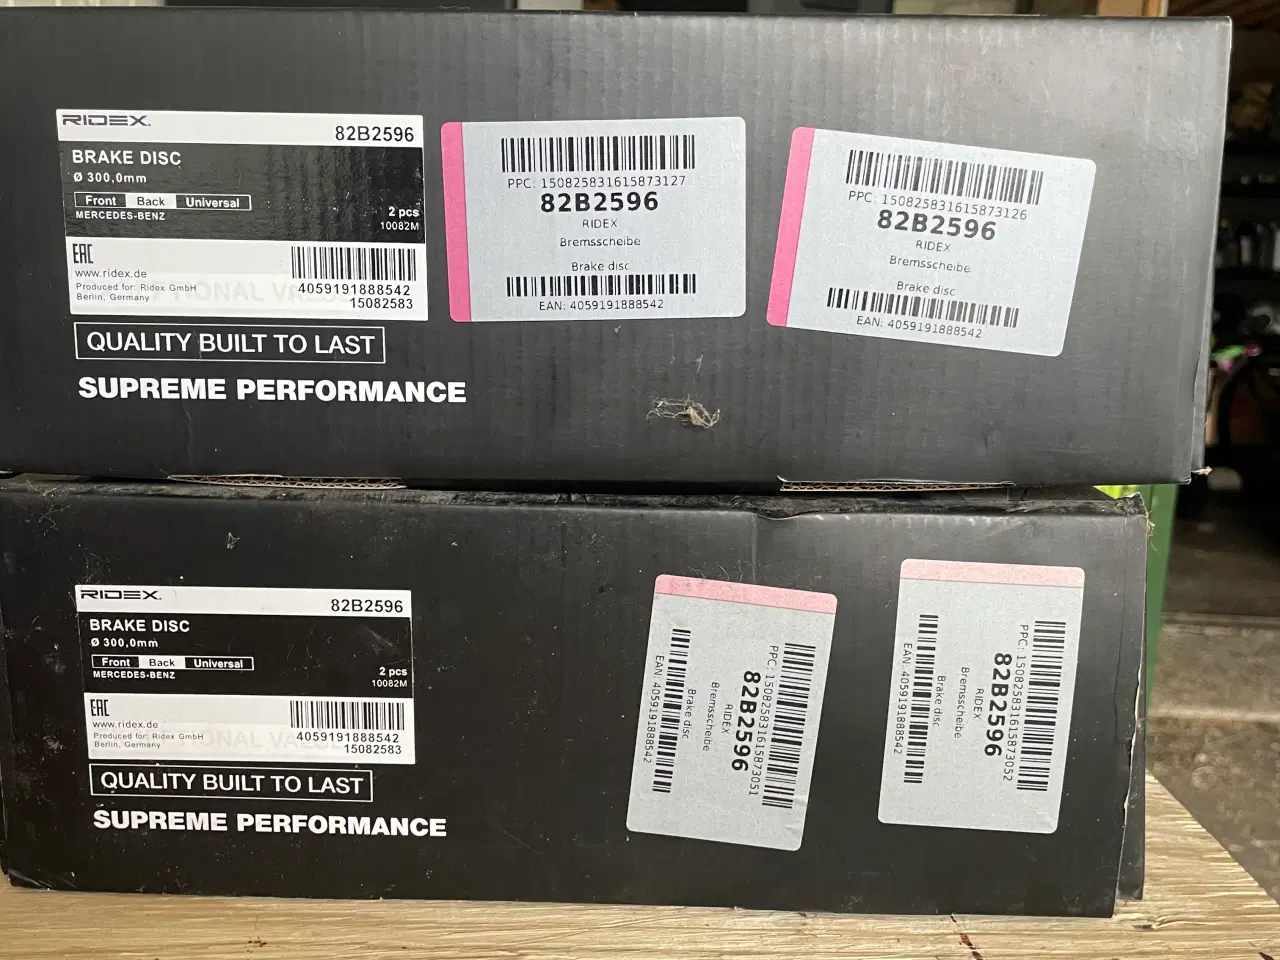 RIDEX.
82B2596
BRAKE DISC
Ø 300,0mm
Front Back Universal
MERCEDES-BENZ
2 pcs
10082M
EAC
www.ridex.de
Produced for: Ridex GmbH
Berlin, Germany
4059191888542
15082583
QUALITY BUILT TO LAST
SUPREME PERFORMANCE
PPC: 150825831615873127
82B2596
RIDEX
Bremsscheibe
Brake disc
EAN: 4059191888542
PPC: 150825831615873126
82B2596
RIDEX
Bremsscheibe
Brake disc
EAN: 4059191888542
RIDEX.
82B2596
BRAKE DISC
Ø 300,0mm
Front Back Universal
MERCEDES-BENZ
2 pcs
10082M
EAC
www.ridex.de
Produced for: Ridex GmbH
Berlin, Germany
4059191888542
15082583
QUALITY BUILT TO LAST
SUPREME PERFORMANCE
PPC: 150825831615873051
82B2596
RIDEX
Bremsscheibe
Brake disc
EAN: 4059191888542
PPC: 150825831615873052
82B2596
RIDEX
Bremsscheibe
Brake disc
EAN: 4059191888542